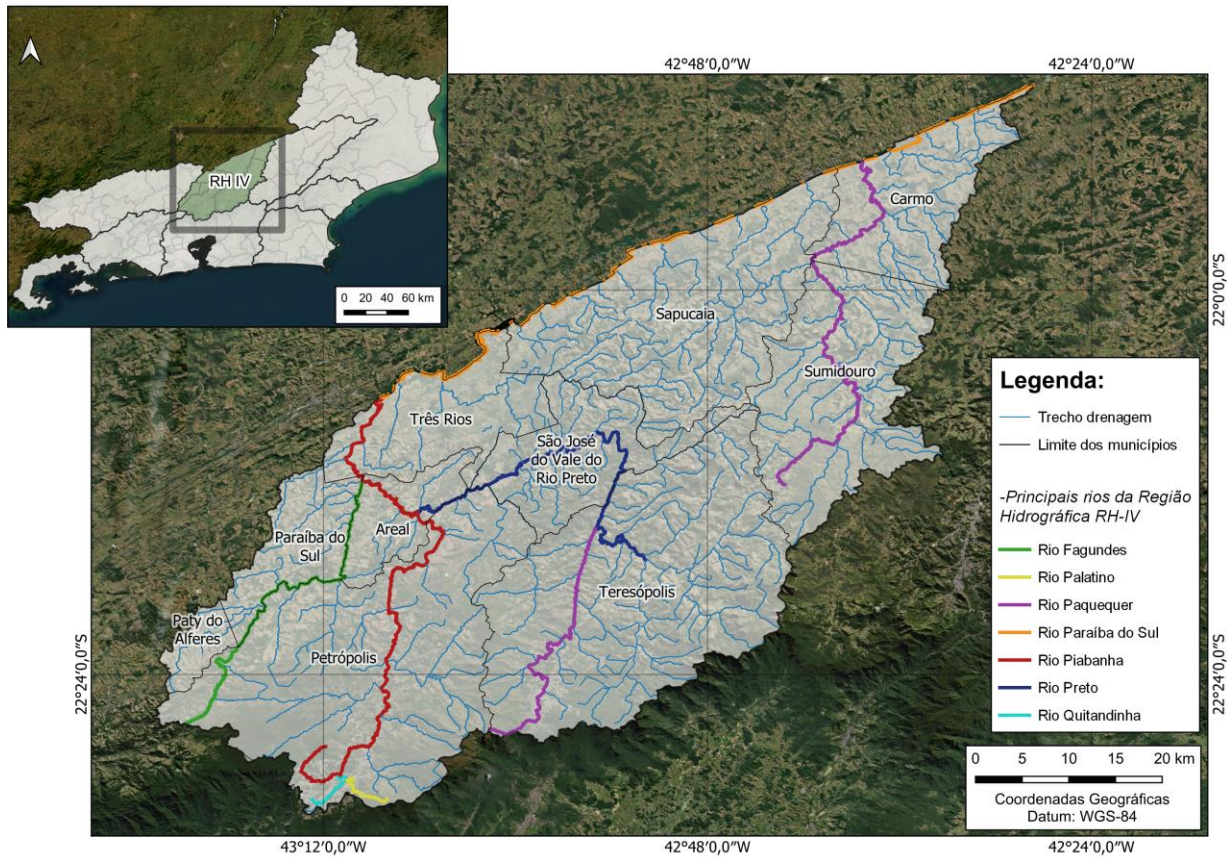 RH IV
0 20 40 60 km
42°48'0,0"W
42°24'0,0"W
Carmo
22°0'0,0"S
Sapucaia
Sumidouro
Três Rios
São José
do Vale do
Rio Preto
Areal
Paraíba do
Sul
Teresópolis
Paty do
Alferes
Petrópolis
22°24'0,0"S
22°24'0,0"S
Legenda:
Trecho drenagem
Limite dos municípios
-Principais rios da Região
Hidrográfica RH-IV
Rio Fagundes
Rio Palatino
Rio Paquequer
Rio Paraíba do Sul
Rio Piabanha
Rio Preto
Rio Quitandinha
0 5 10 15 20 km
Coordenadas Geográficas
Datum: WGS-84
43°12'0,0"W
42°48'0,0"W
42°24'0,0"W